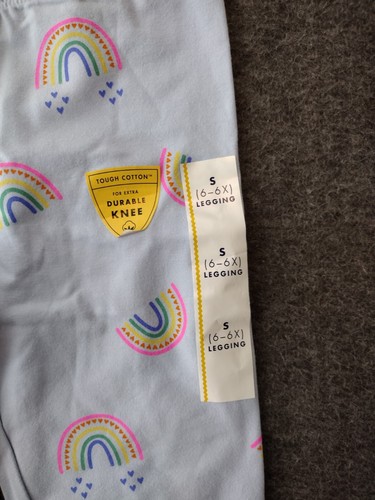 TOUGH COTTON™
FOR EXTRA
DURABLE
KNEE
S
(6-6X)
LEGGING
S
(6-6X)
LEGGING
S
(6-6X)
LEGGING